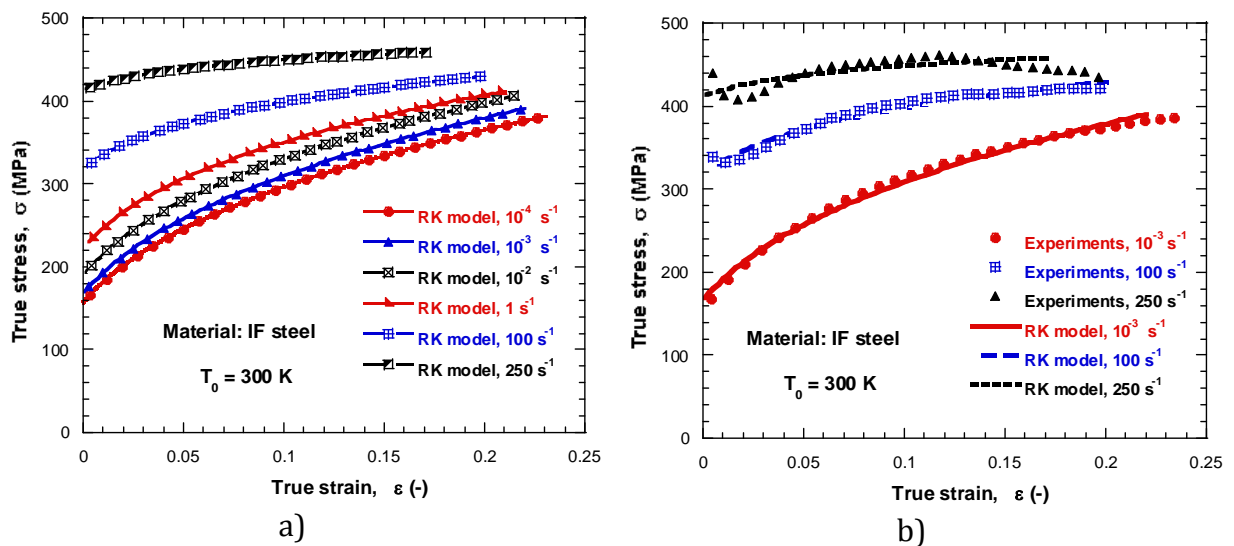 500
400
300
200
100
0
True stress, σ (MPa)
RK model, 10⁻⁴ s⁻¹
RK model, 10⁻³ s⁻¹
RK model, 10⁻² s⁻¹
RK model, 1 s⁻¹
RK model, 100 s⁻¹
RK model, 250 s⁻¹
Material: IF steel
T₀ = 300 K
0 0.05 0.1 0.15 0.2 0.25
True strain, ε (-)
a)
500
400
300
200
100
0
True stress, σ (MPa)
Experiments, 10⁻³ s⁻¹
Experiments, 100 s⁻¹
Experiments, 250 s⁻¹
RK model, 10⁻³ s⁻¹
RK model, 100 s⁻¹
RK model, 250 s⁻¹
Material: IF steel
T₀ = 300 K
0 0.05 0.1 0.15 0.2 0.25
True strain, ε (-)
b)